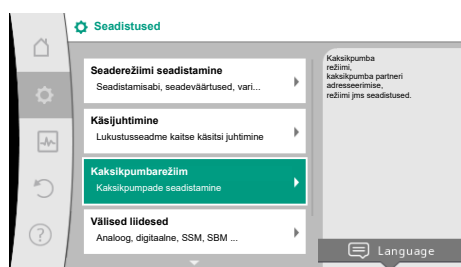 Seadistused
Seaderežiimi seadistamine
Seadistamisabi, seadeväärtused, vari...
Käsijuhtimine
Lukustusseadme kaitse käsitsi juhtimine
Kaksikpumbarežiim
Kaksikpumpade seadistamine
Välised liidesed
Analoog, digitaalne, SSM, SBM ...
Kaksikpumba
režiimi,
kaksikpumba partneri
adresseerimise,
režiimi jms seadistused.
Language